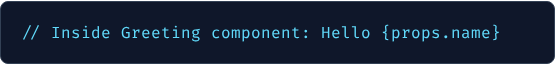 // Inside Greeting component: Hello {props.name}